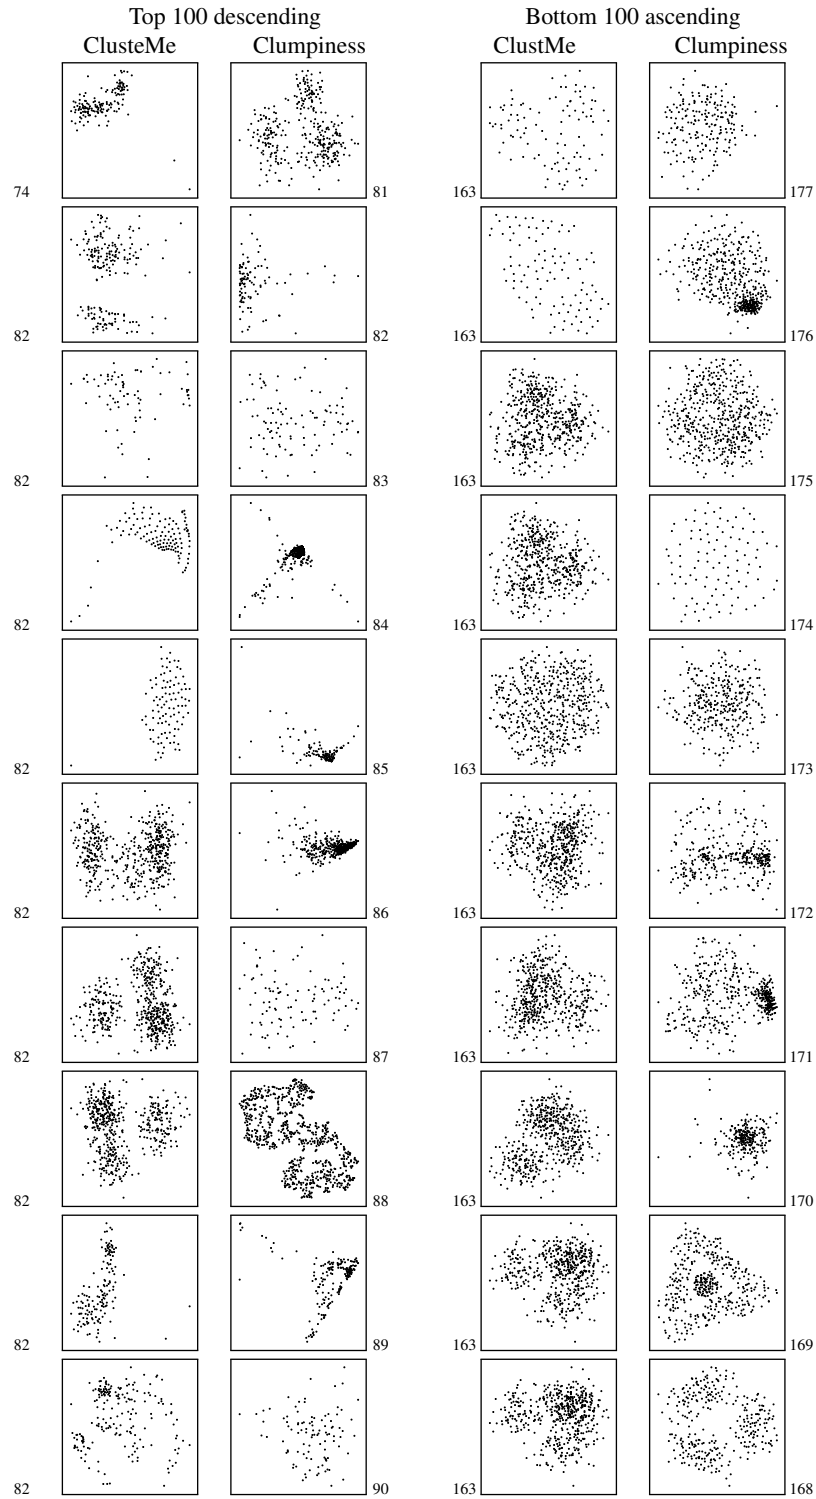 Top 100 descending Bottom 100 ascending
ClusteMe Clumpiness ClustMe Clumpiness
74 81 163 177
82 82 163 176
82 83 163 175
82 84 163 174
82 85 163 173
82 86 163 172
82 87 163 171
82 88 163 170
82 89 163 169
82 90 163 168